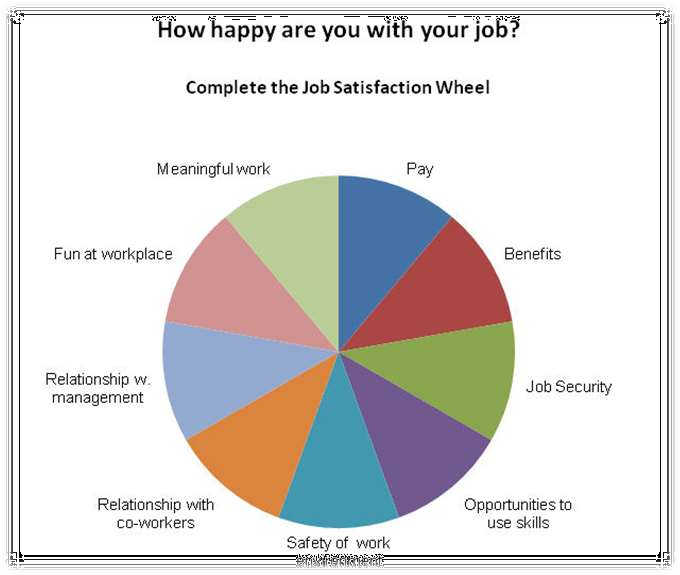 How happy are you with your job?
Complete the Job Satisfaction Wheel
Meaningful work
Pay
Fun at workplace
Benefits
Relationship w.
management
Job Security
Relationship with
co-workers
Opportunities to
use skills
Safety of work